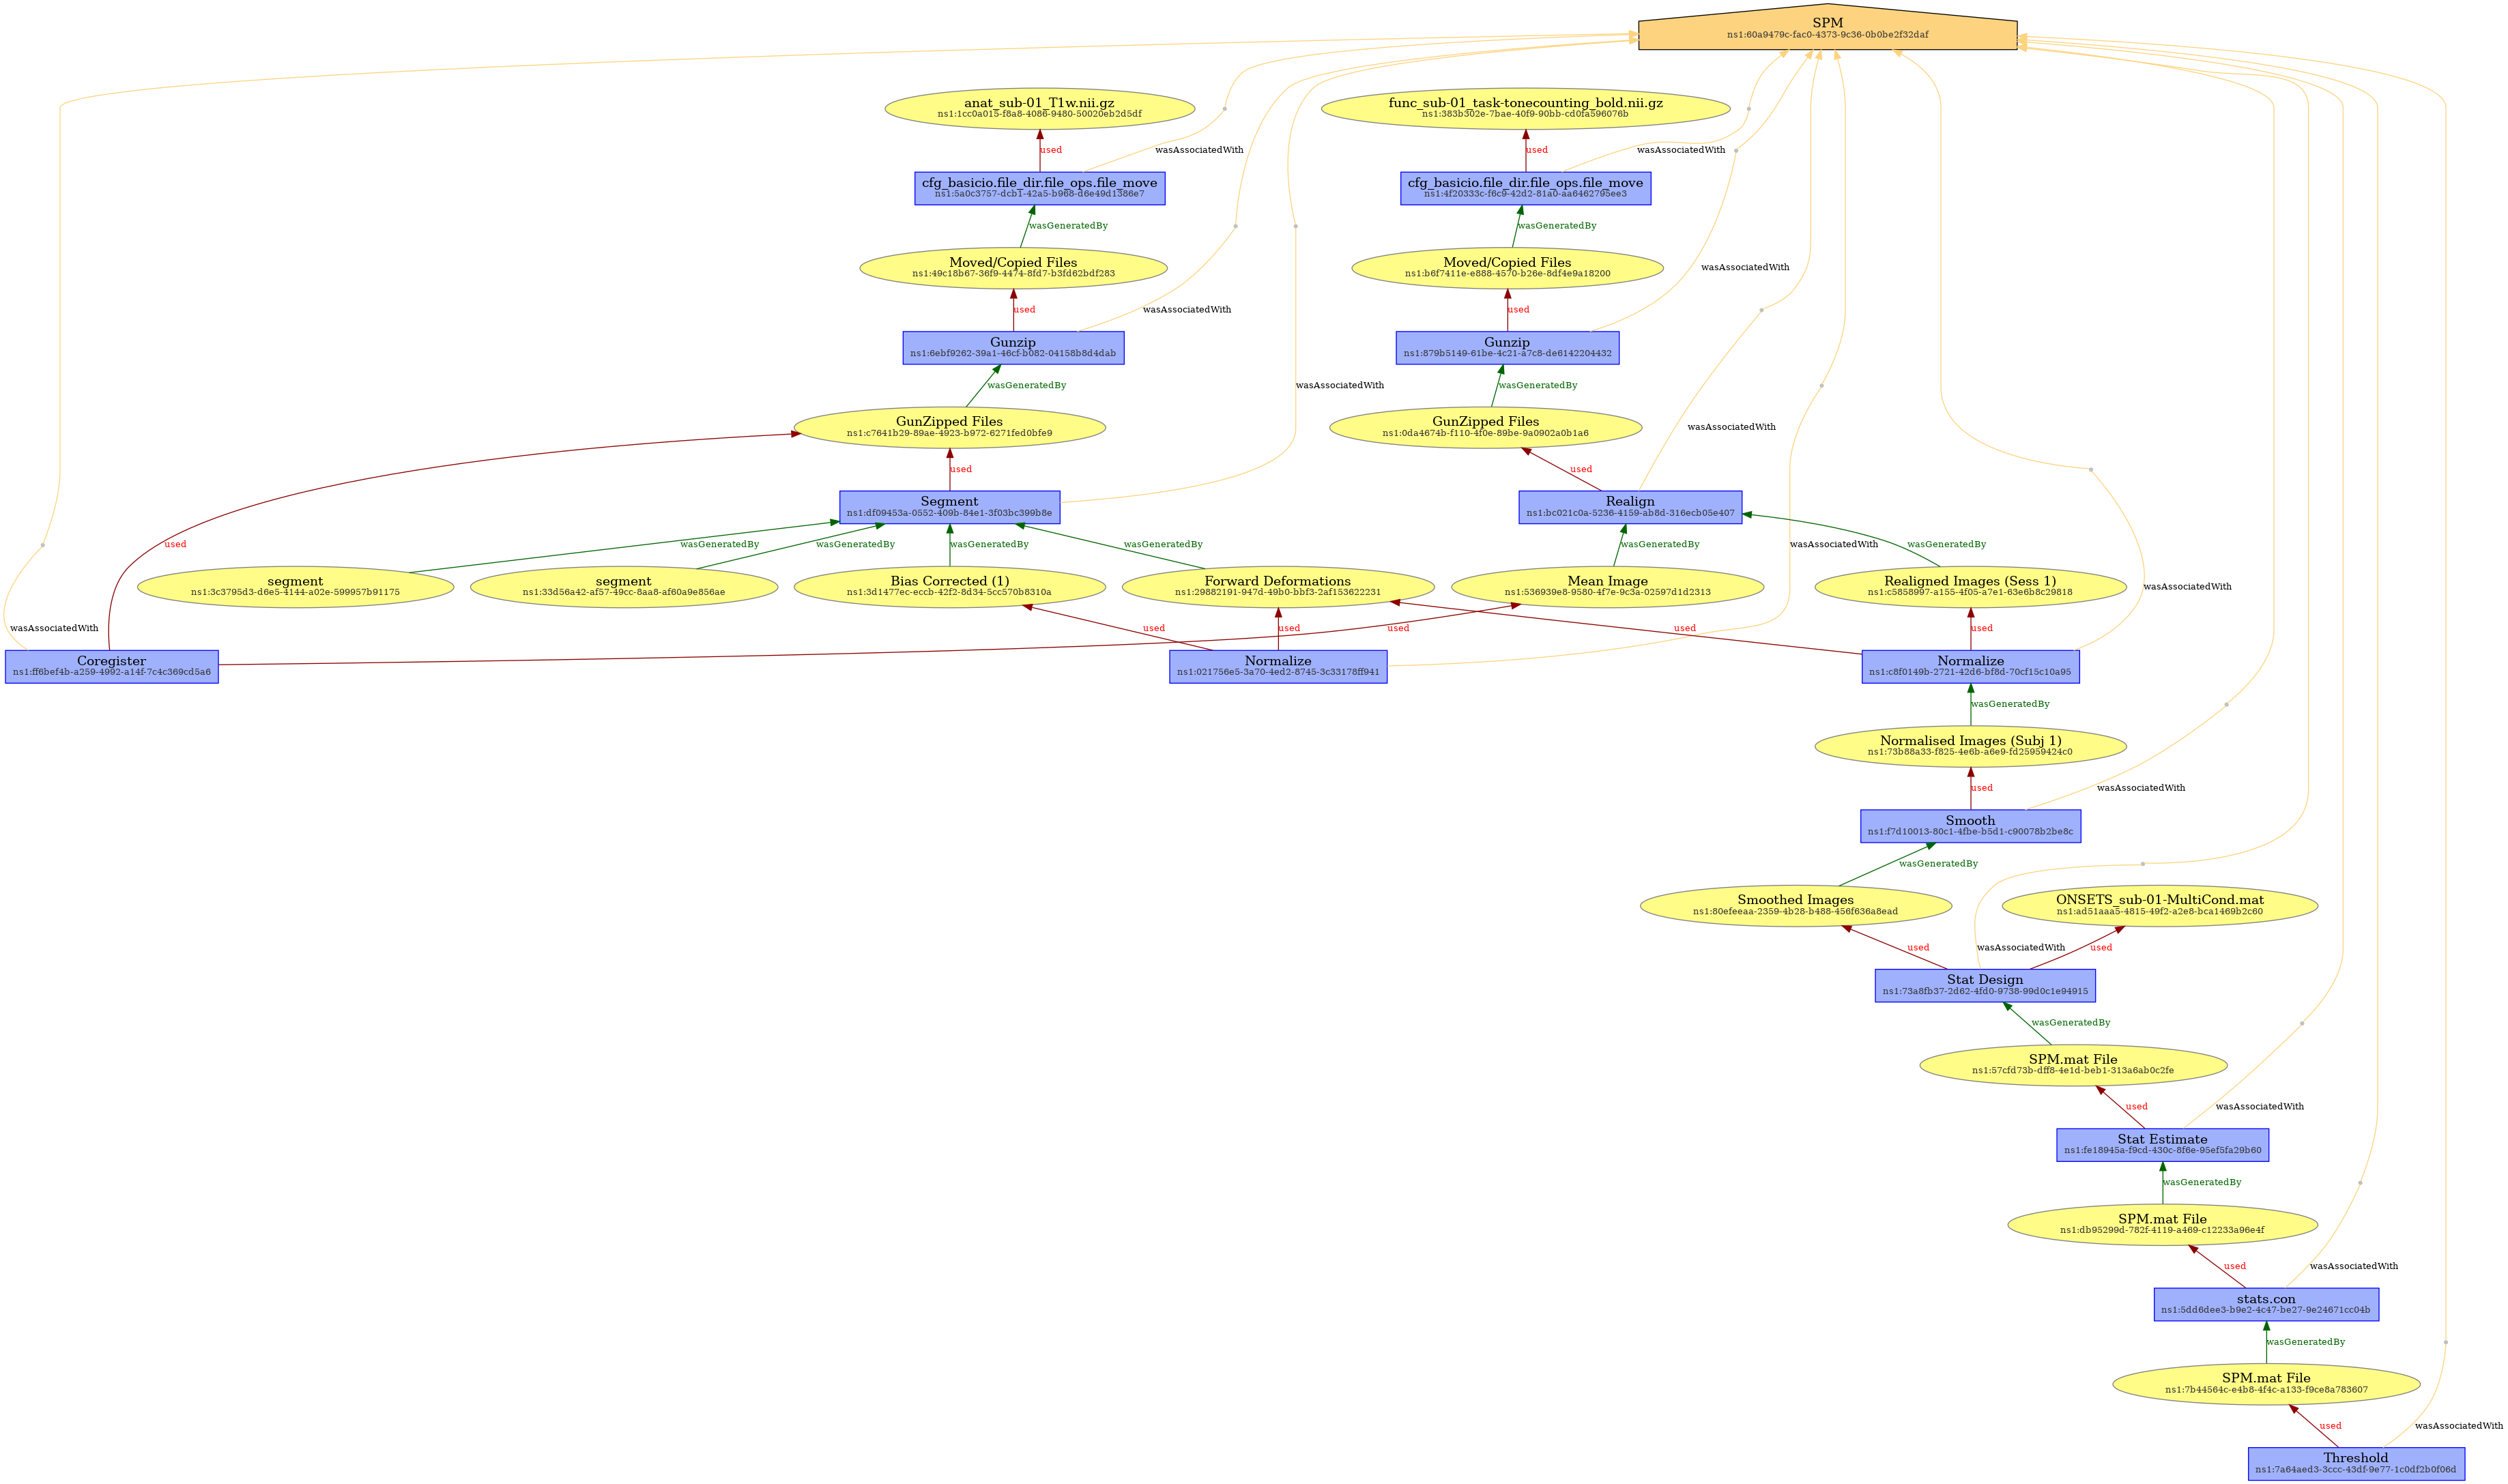 SPM
ns1:60a9479c-fac0-4373-9c36-0b0be2f32daf
anat_sub-01_T1w.nii.gz
ns1:1cc0a015-f8a8-4086-9480-50020eb2d5df
func_sub-01_task-tonecounting_bold.nii.gz
ns1:383b302e-7bae-40f9-90bb-cd0fa596076b
used
wasAssociatedWith
used
wasAssociatedWith
cfg_basicio.file_dir.file_ops.file_move
ns1:5a0c3757-dcb1-42a5-b968-d6e49d1386e7
cfg_basicio.file_dir.file_ops.file_move
ns1:4f20333c-f6c9-42d2-81a0-aa6462795ee3
wasGeneratedBy
wasGeneratedBy
Moved/Copied Files
ns1:49c18b67-36f9-4474-8fd7-b3fd62bdf283
Moved/Copied Files
ns1:b6f7411e-e888-4570-b26e-8df4e9a18200
wasAssociatedWith
used
wasAssociatedWith
used
Gunzip
ns1:6ebf9262-39a1-46cf-b082-04158b8d4dab
Gunzip
ns1:879b5149-61be-4c21-a7c8-de6142204432
wasGeneratedBy
wasAssociatedWith
wasGeneratedBy
GunZipped Files
ns1:c7641b29-89ae-4923-b972-6271fed0bfe9
GunZipped Files
ns1:0da4674b-f110-4f0e-89be-9a0902a0b1a6
wasAssociatedWith
used
used
Segment
ns1:df09453a-0552-409b-84e1-3f03bc399b8e
Realign
ns1:bc021c0a-5236-4159-ab8d-316ecb05e407
used
wasGeneratedBy
wasGeneratedBy
wasGeneratedBy
wasGeneratedBy
wasGeneratedBy
wasAssociatedWith
wasGeneratedBy
segment
ns1:3c3795d3-d6e5-4144-a02e-599957b91175
segment
ns1:33d56a42-af57-49cc-8aa8-af60a9e856ae
Bias Corrected (1)
ns1:3d1477ec-eccb-42f2-8d34-5cc570b8310a
Forward Deformations
ns1:29882191-947d-49b0-bbf3-2af153622231
Mean Image
ns1:536939e8-9580-4f7e-9c3a-02597d1d2313
Realigned Images (Sess 1)
ns1:c5858997-a155-4f05-a7e1-63e6b8c29818
wasAssociatedWith
wasAssociatedWith
used
used
used
used
used
Coregister
ns1:ff6bef4b-a259-4992-a14f-7c4c369cd5a6
Normalize
ns1:021756e5-3a70-4ed2-8745-3c33178ff941
Normalize
ns1:c8f0149b-2721-42d6-bf8d-70cf15c10a95
wasGeneratedBy
Normalised Images (Subj 1)
ns1:73b88a33-f825-4e6b-a6e9-fd25959424c0
used
wasAssociatedWith
Smooth
ns1:f7d10013-80c1-4fbe-b5d1-c90078b2be8c
wasGeneratedBy
Smoothed Images
ns1:80efeeaa-2359-4b28-b488-456f636a8ead
ONSETS_sub-01-MultiCond.mat
ns1:ad51aaa5-4815-49f2-a2e8-bca1469b2c60
used
wasAssociatedWith
used
Stat Design
ns1:73a8fb37-2d62-4fd0-9738-99d0c1e94915
wasGeneratedBy
SPM.mat File
ns1:57cfd73b-dff8-4e1d-beb1-313a6ab0c2fe
used
wasAssociatedWith
Stat Estimate
ns1:fe18945a-f9cd-430c-8f6e-95ef5fa29b60
wasGeneratedBy
SPM.mat File
ns1:db95299d-782f-4119-a469-c12233a96e4f
used
wasAssociatedWith
stats.con
ns1:5dd6dee3-b9e2-4c47-be27-9e24671cc04b
wasGeneratedBy
SPM.mat File
ns1:7b44564c-e4b8-4f4c-a133-f9ce8a783607
used
wasAssociatedWith
Threshold
ns1:7a64aed3-3ccc-43df-9e77-1c0df2b0f06d